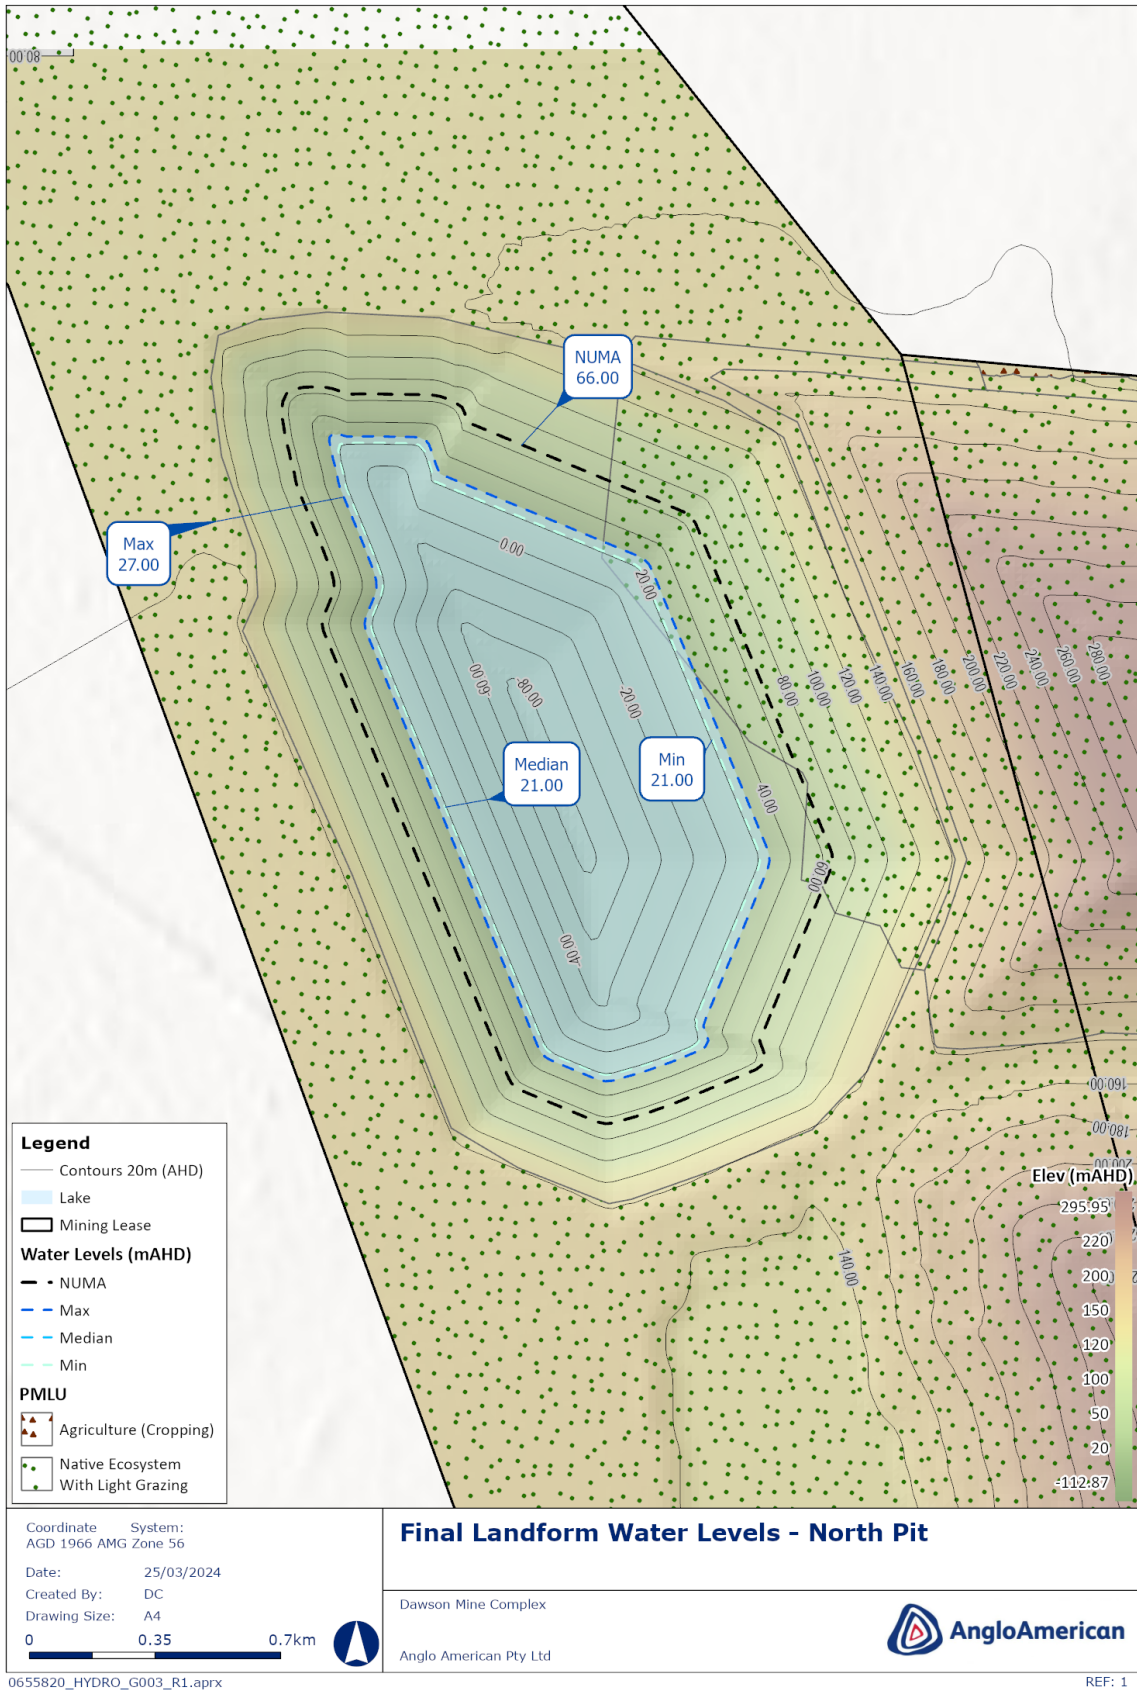 80.00
NUMA
66.00
Max
27.00
0.00
20.00
-60.00
-80.00
-20.00
80.00
100.00
120.00
140.00
160.00
180.00
200.00
220.00
240.00
260.00
280.00
Median
21.00
Min
21.00
40.00
60.00
-40.00
160.00
180.00
200.00
140.00
Legend
Contours 20m (AHD)
Lake
Mining Lease
Water Levels (mAHD)
NUMA
Max
Median
Min
PMLU
Agriculture (Cropping)
Native Ecosystem
With Light Grazing
Elev (mAHD)
295.95
220
200
150
120
100
50
20
-112.87
Coordinate System:
AGD 1966 AMG Zone 56
Date: 25/03/2024
Created By: DC
Drawing Size: A4
0 0.35 0.7km
Final Landform Water Levels - North Pit
Dawson Mine Complex
Anglo American Pty Ltd
AngloAmerican
0655820_HYDRO_G003_R1.aprx
REF: 1